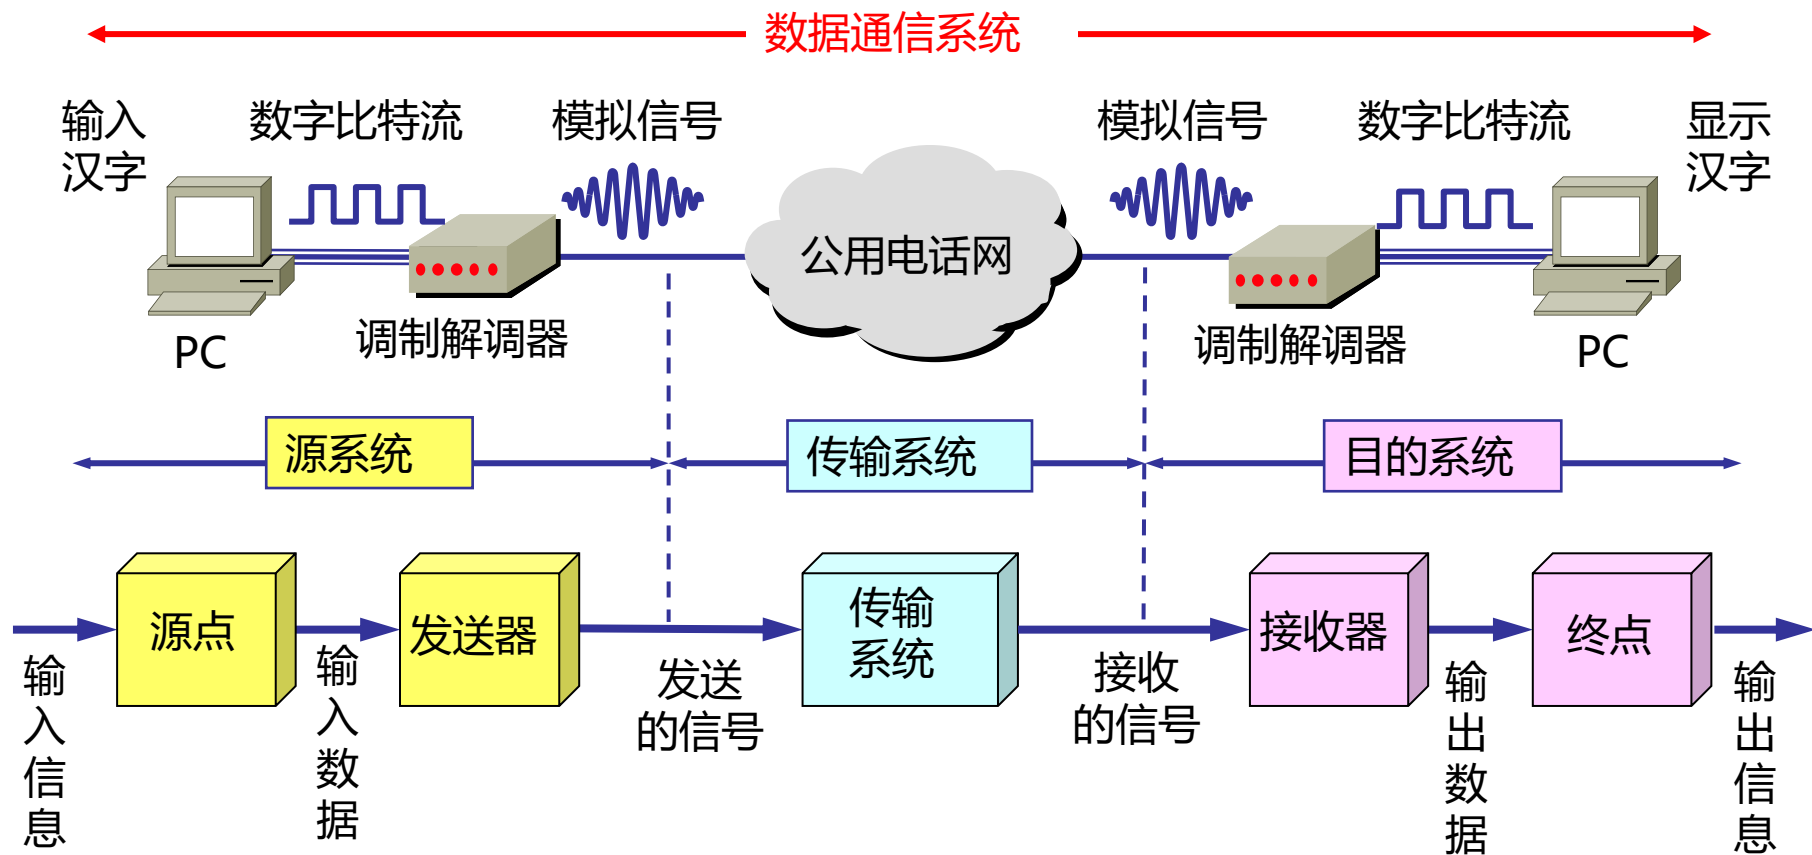 数据通信系统
输入
汉字
数字比特流
模拟信号
模拟信号
数字比特流
显示
汉字
公用电话网
PC
调制解调器
调制解调器
PC
源系统
传输系统
目的系统
源点
发送器
传输
系统
接收器
终点
输入信息
输入数据
发送
的信号
接收
的信号
输出数据
输出信息